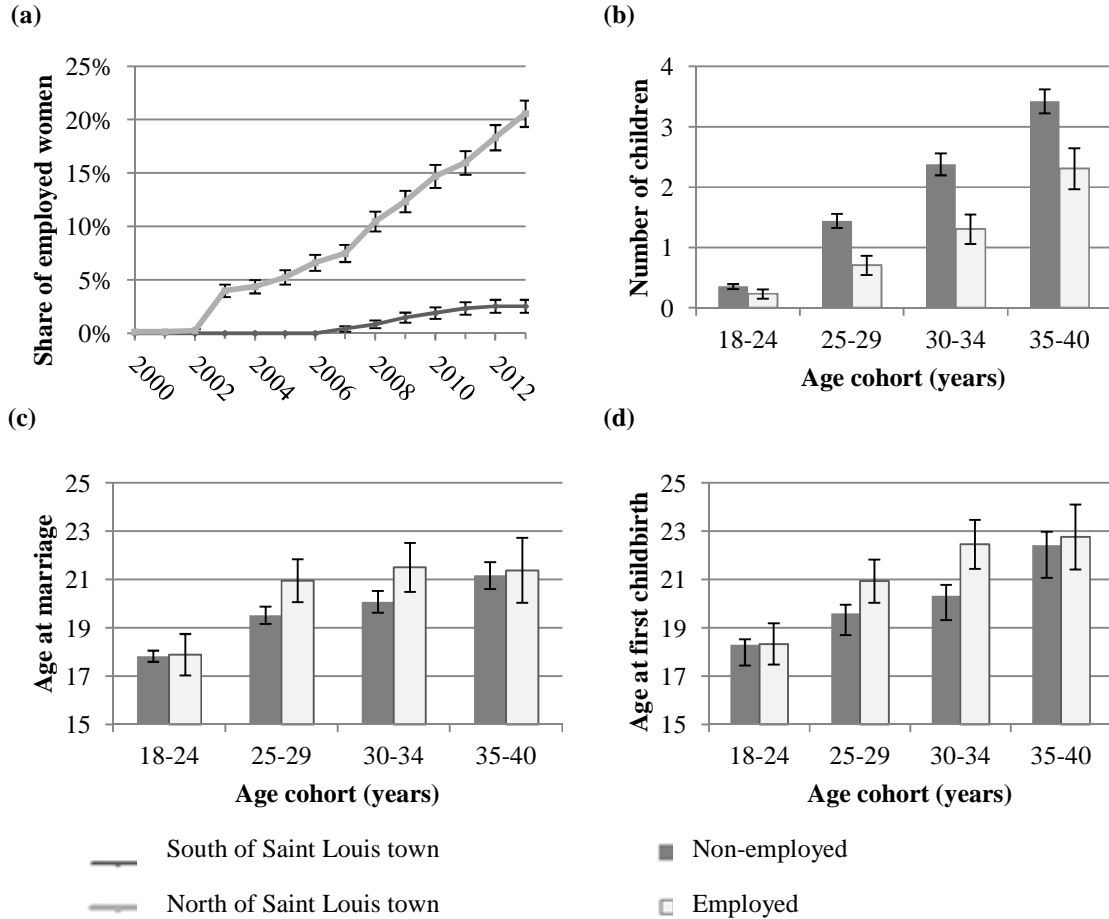 (a)
Share of employed women
25%
20%
15%
10%
5%
0%
2000
2002
2004
2006
2008
2010
2012
(b)
Number of children
4
3
2
1
0
18-24
25-29
30-34
35-40
Age cohort (years)
(c)
Age at marriage
25
23
21
19
17
15
18-24
25-29
30-34
35-40
Age cohort (years)
(d)
Age at first childbirth
25
23
21
19
17
15
18-24
25-29
30-34
35-40
Age cohort (years)
South of Saint Louis town
North of Saint Louis town
Non-employed
Employed